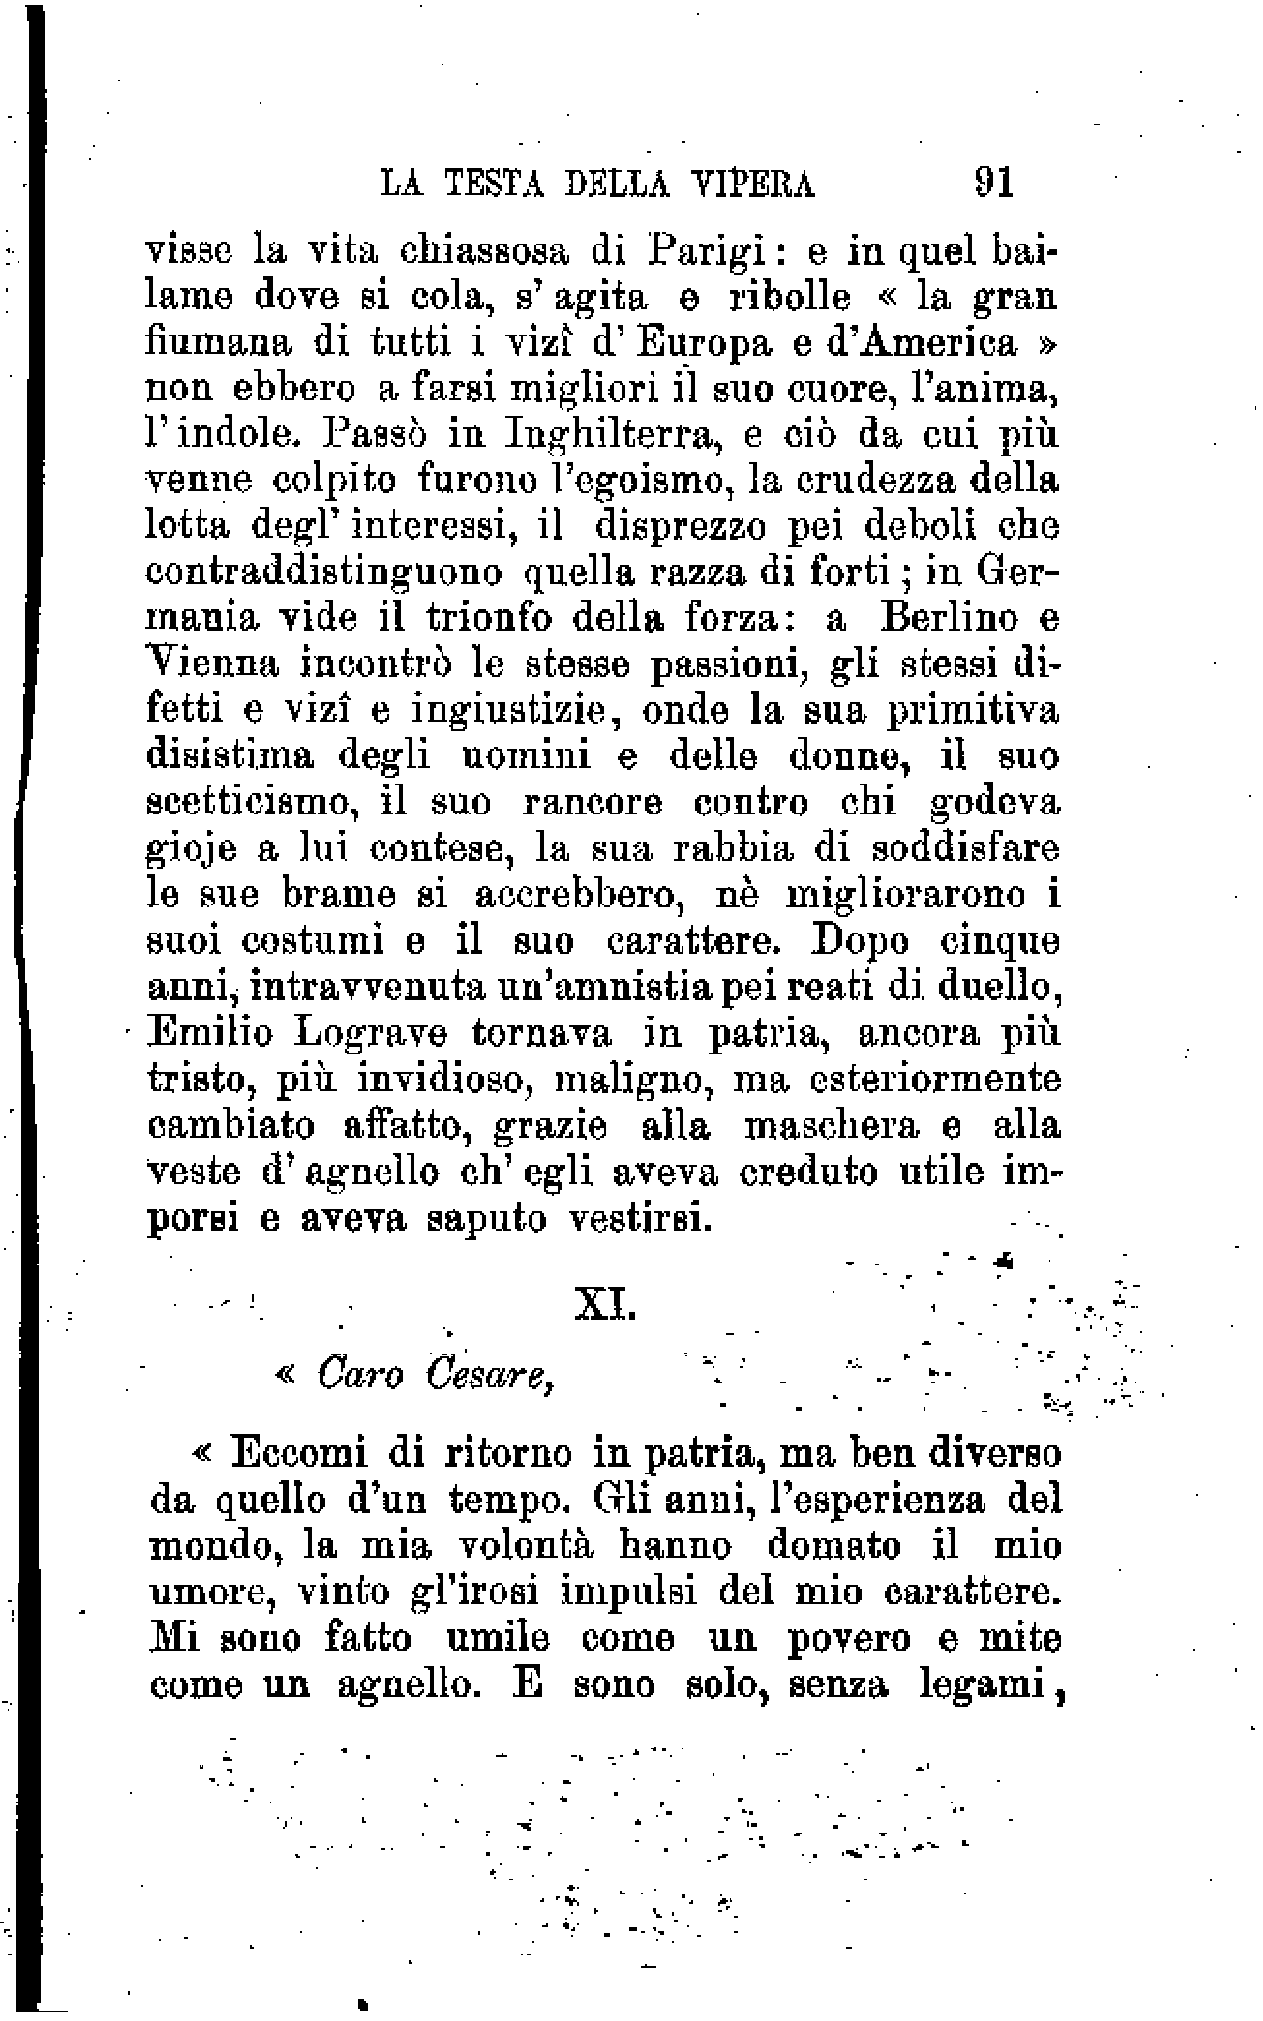 LA TESTA DELLA VIPERA 91
visse la vita chiassosa di Parigi: e in quel bai-
lame dove si cola, s' agita e ribolle « la gran
fiumana di tutti i vizî d' Europa e d'America »
non ebbero a farsi migliori il suo cuore, l'anima,
l' indole. Passò in Inghilterra, e ciò da cui più
venne colpito furono l'egoismo, la crudezza della
lotta degl' interessi, il disprezzo pei deboli che
contraddistinguono quella razza di forti; in Ger-
mania vide il trionfo della forza: a Berlino e
Vienna incontrò le stesse passioni, gli stessi di-
fetti e vizî e ingiustizie, onde la sua primitiva
disistima degli uomini e delle donne, il suo
scetticismo, il suo rancore contro chi godeva
gioje a lui contese, la sua rabbia di soddisfare
le sue brame si accrebbero, nè migliorarono i
suoi costumi e il suo carattere. Dopo cinque
anni, intravvenuta un'amnistia pei reati di duello,
Emilio Lograve tornava in patria, ancora più
tristo, più invidioso, maligno, ma esteriormente
cambiato affatto, grazie alla maschera e alla
veste d' agnello ch' egli aveva creduto utile im-
porsi e aveva saputo vestirsi.
XI.
« Caro Cesare,
« Eccomi di ritorno in patria, ma ben diverso
da quello d'un tempo. Gli anni, l'esperienza del
mondo, la mia volontà hanno domato il mio
umore, vinto gl'irosi impulsi del mio carattere.
Mi sono fatto umile come un povero e mite
come un agnello. E sono solo, senza legami,